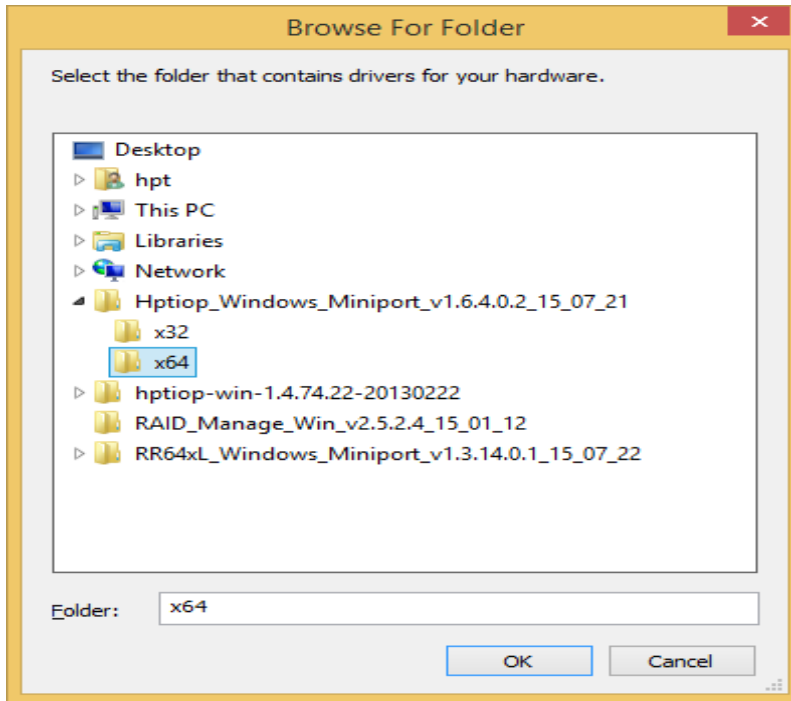 Browse For Folder
Select the folder that contains drivers for your hardware.
Desktop
hpt
This PC
Libraries
Network
Hptiop_Windows_Miniport_v1.6.4.0.2_15_07_21
x32
x64
hptiop-win-1.4.74.22-20130222
RAID_Manage_Win_v2.5.2.4_15_01_12
RR64xL_Windows_Miniport_v1.3.14.0.1_15_07_22
Folder: x64
OK Cancel